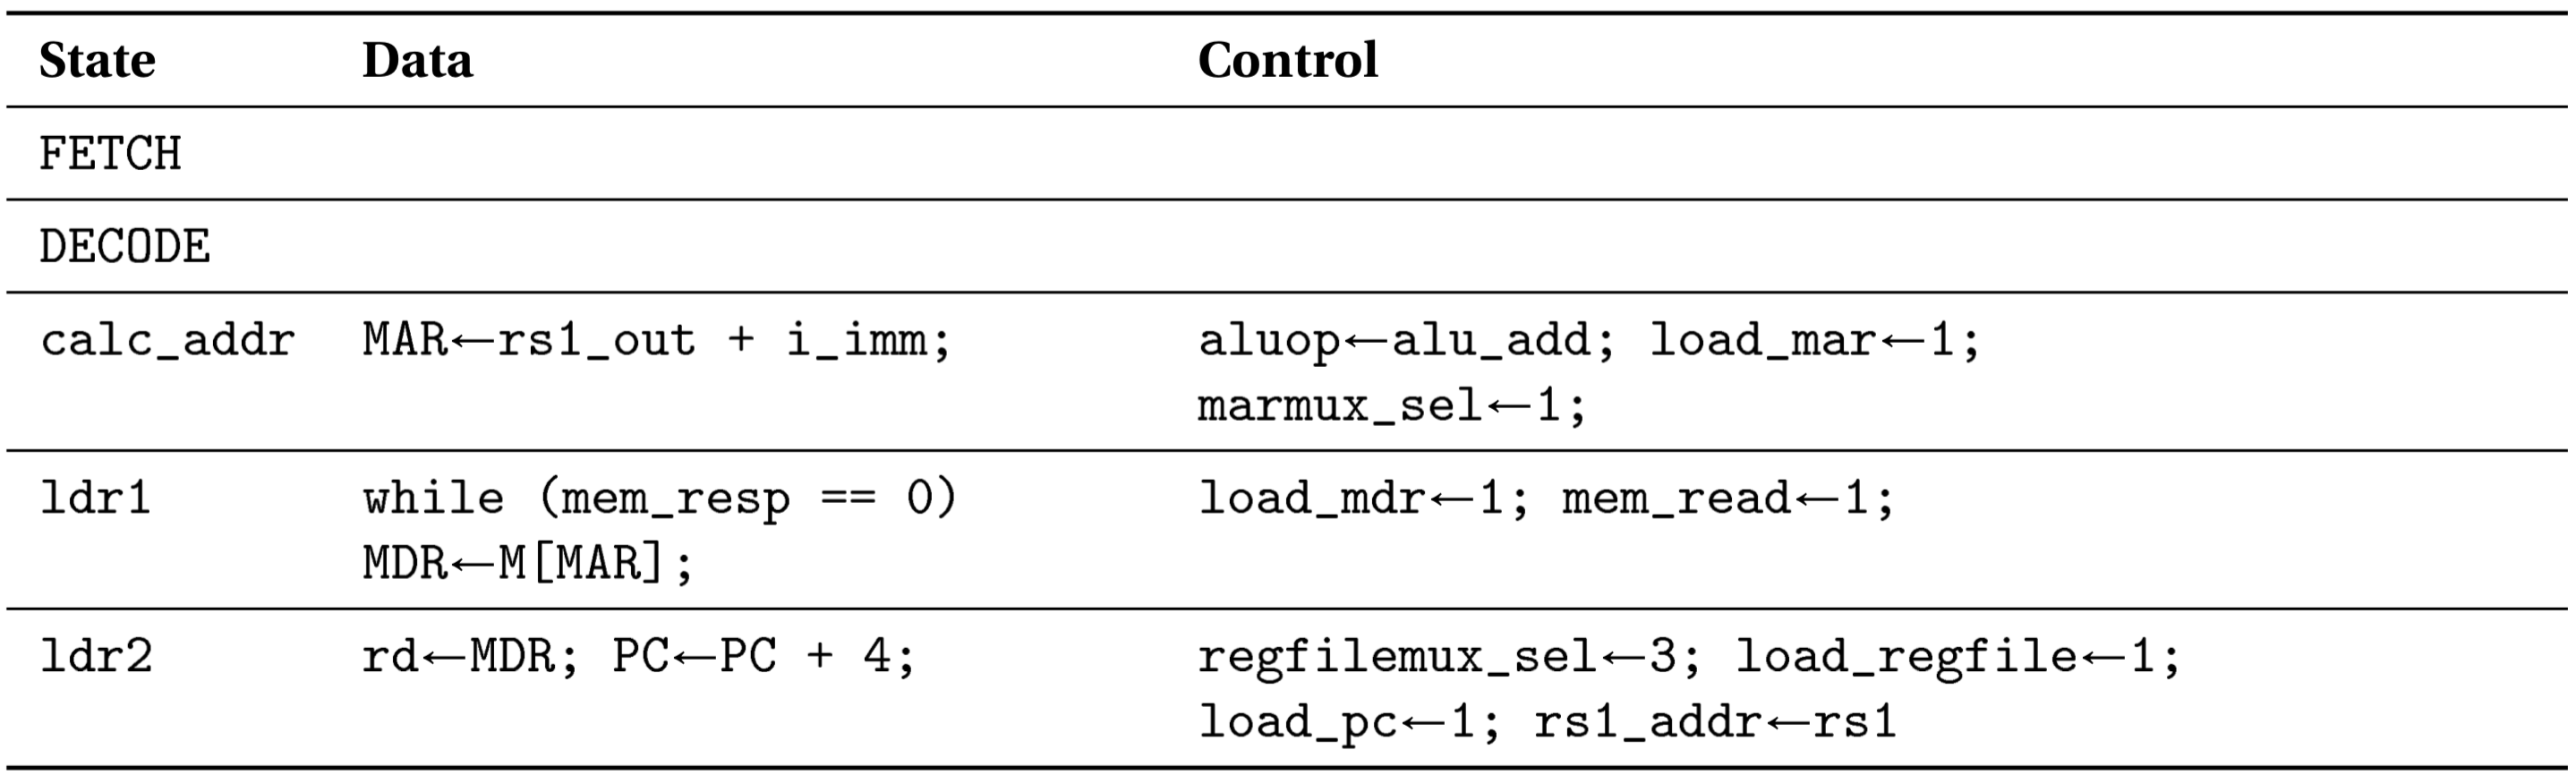 State Data Control
FETCH
DECODE
calc_addr MAR←rs1_out + i_imm; aluop←alu_add; load_mar←1;
marmux_sel←1;
ldr1 while (mem_resp == 0) load_mdr←1; mem_read←1;
MDR←M[MAR];
ldr2 rd←MDR; PC←PC + 4; regfilemux_sel←3; load_regfile←1;
load_pc←1; rs1_addr←rs1